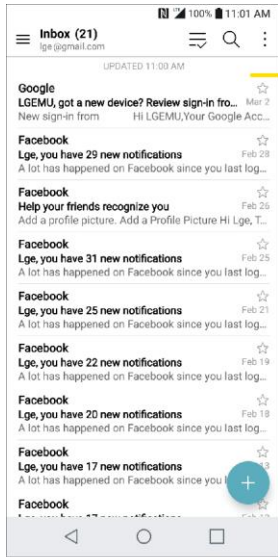 100% 11:01 AM
Inbox (21)
lge@gmail.com
UPDATED 11:00 AM
Google
LGEMU, got a new device? Review sign-in fro... Mar 2
New sign-in from Hi LGEMU,Your Google Acc...
Facebook
Lge, you have 29 new notifications Feb 28
A lot has happened on Facebook since you last log...
Facebook
Help your friends recognize you Feb 26
Add a profile picture. Add a Profile Picture Hi Lge, T...
Facebook
Lge, you have 31 new notifications Feb 25
A lot has happened on Facebook since you last log...
Facebook
Lge, you have 25 new notifications Feb 21
A lot has happened on Facebook since you last log...
Facebook
Lge, you have 22 new notifications Feb 19
A lot has happened on Facebook since you last log...
Facebook
Lge, you have 20 new notifications Feb 18
A lot has happened on Facebook since you last log...
Facebook
Lge, you have 17 new notifications 13
A lot has happened on Facebook since you l
Facebook